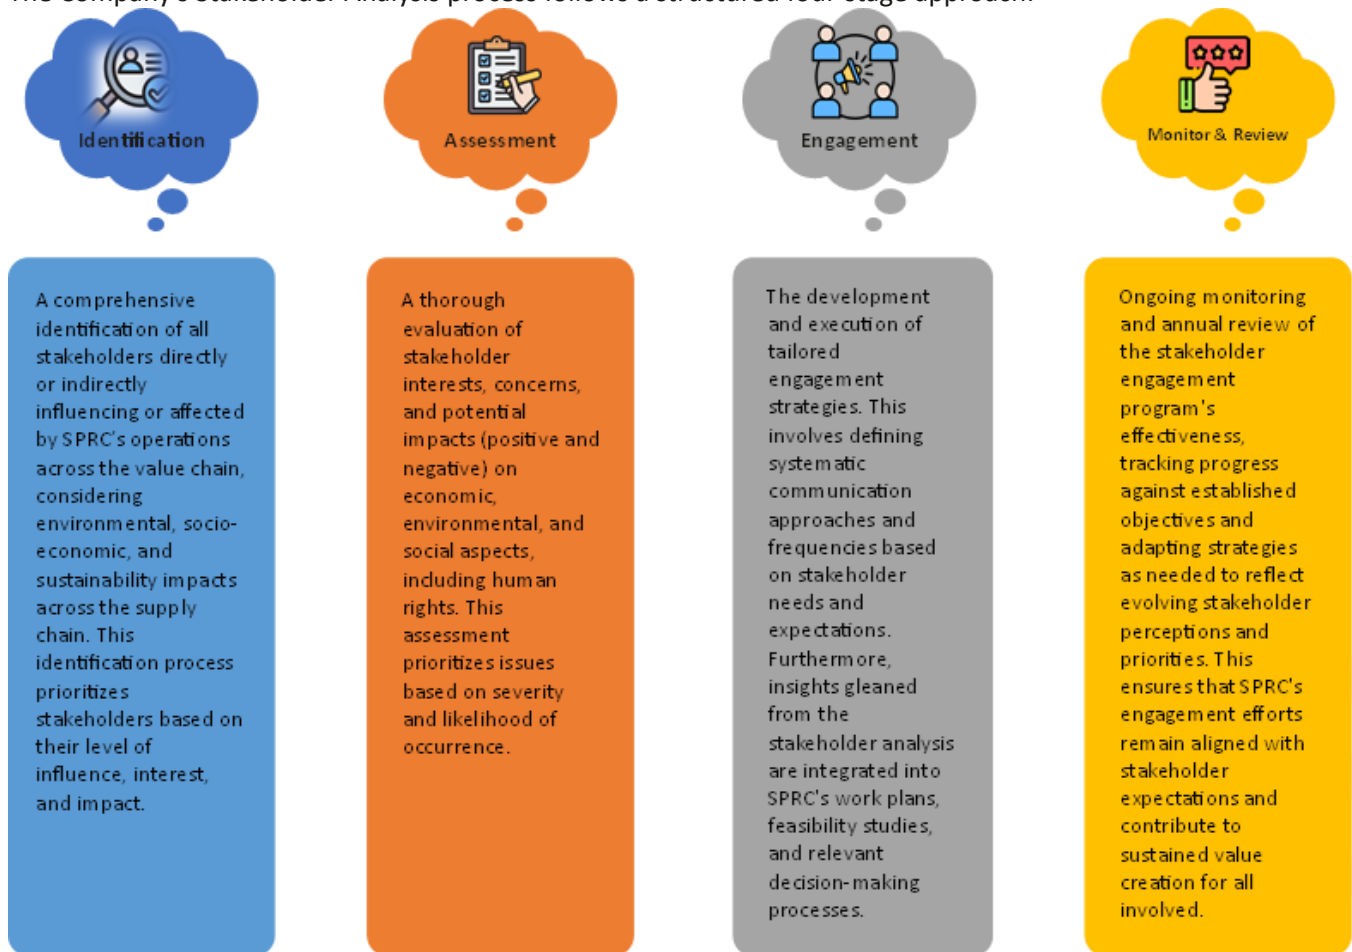 The Company's Stakeholder Analysis process follows a structured four-stage approach:
Identification
Assessment
Engagement
Monitor & Review
A comprehensive
identification of all
stakeholders directly
or indirectly
influencing or affected
by SPRC's operations
across the value chain,
considering
environmental, socio-
economic, and
sustainability impacts
across the supply
chain. This
identification process
prioritizes
stakeholders based on
their level of
influence, interest,
and impact.
A thorough
evaluation of
stakeholder
interests, concerns,
and potential
impacts (positive and
negative) on
economic,
environmental, and
social aspects,
including human
rights. This
assessment
prioritizes issues
based on severity
and likelihood of
occurrence.
The development
and execution of
tailored
engagement
strategies. This
involves defining
systematic
communication
approaches and
frequencies based
on stakeholder
needs and
expectations.
Furthermore,
insights gleaned
from the
stakeholder analysis
are integrated into
SPRC's work plans,
feasibility studies,
and relevant
decision-making
processes.
Ongoing monitoring
and annual review of
the stakeholder
engagement
program's
effectiveness,
tracking progress
against established
objectives and
adapting strategies
as needed to reflect
evolving stakeholder
perceptions and
priorities. This
ensures that SPRC's
engagement efforts
remain aligned with
stakeholder
expectations and
contribute to
sustained value
creation for all
involved.